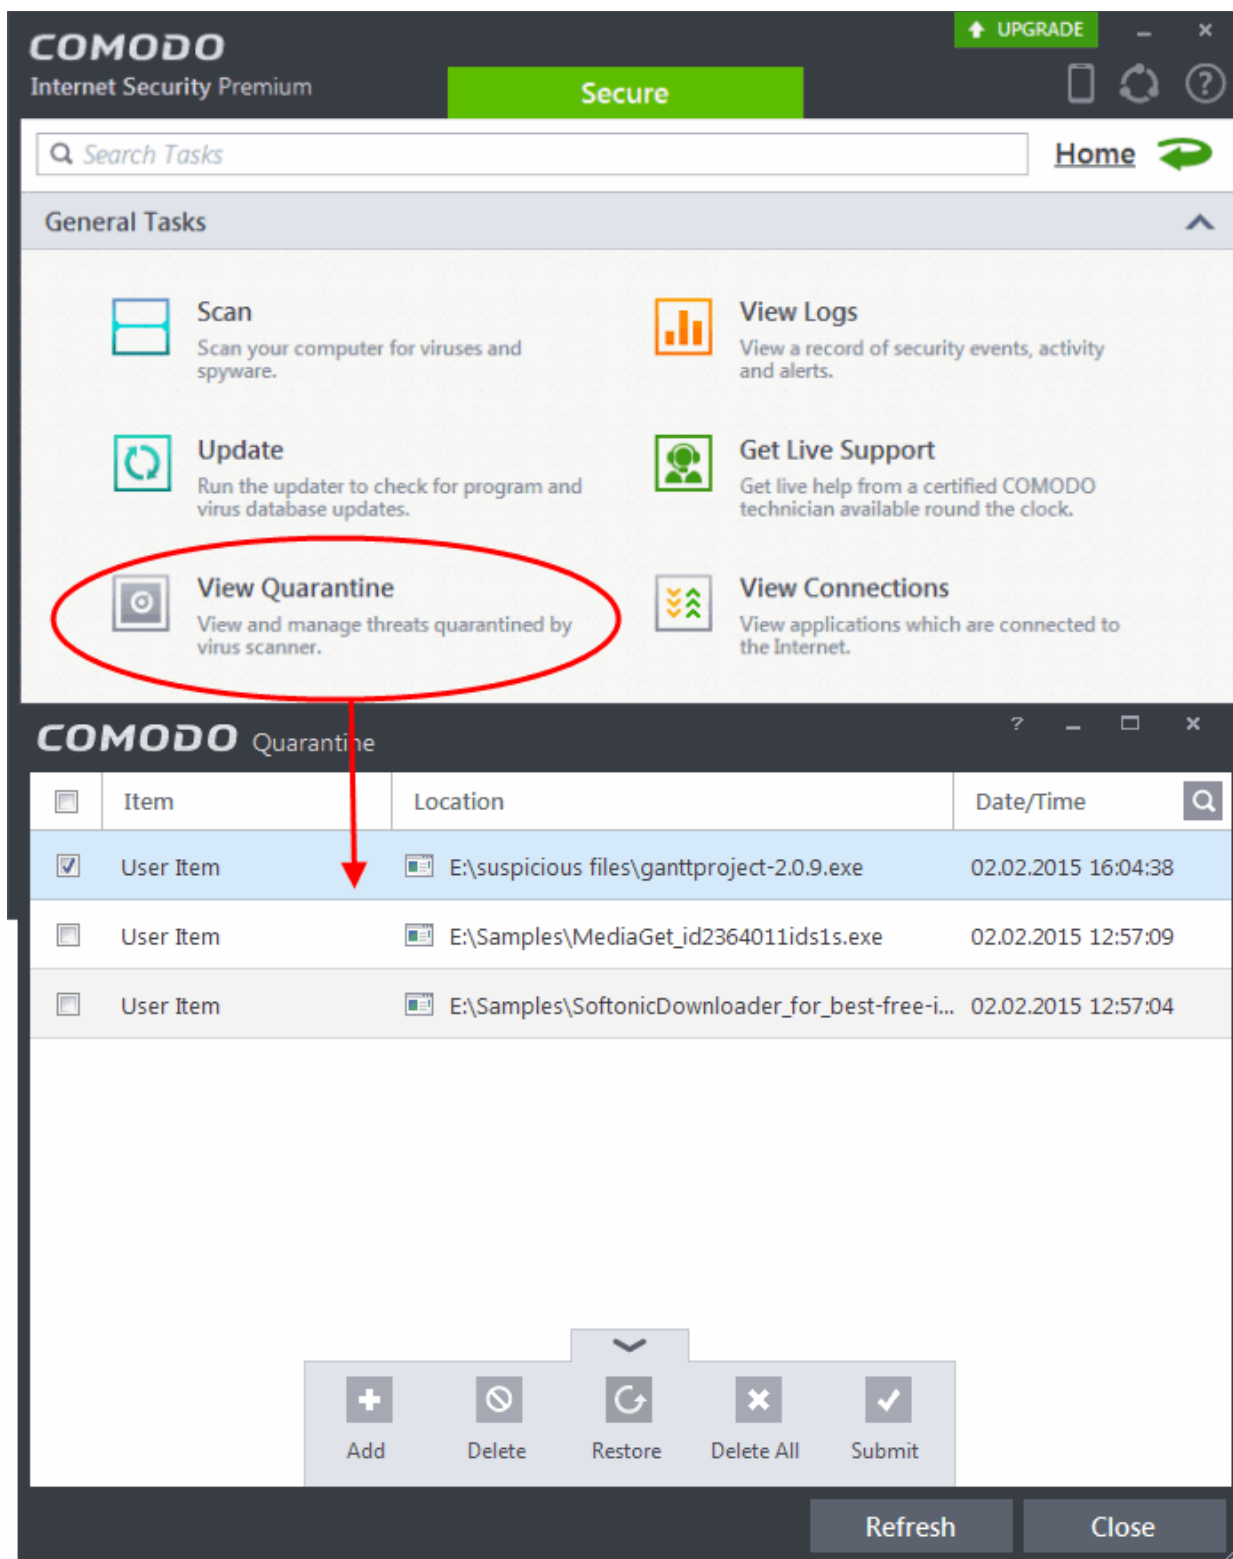 COMODO
Internet Security Premium
UPGRADE
Secure
Search Tasks
Home
General Tasks
Scan
Scan your computer for viruses and
spyware.
View Logs
View a record of security events, activity
and alerts.
Update
Run the updater to check for program and
virus database updates.
Get Live Support
Get live help from a certified COMODO
technician available round the clock.
View Quarantine
View and manage threats quarantined by
virus scanner.
View Connections
View applications which are connected to
the Internet.
COMODO Quarantine
Item Location Date/Time
User Item E:\suspicious files\ganttproject-2.0.9.exe 02.02.2015 16:04:38
User Item E:\Samples\MediaGet_id2364011ids1s.exe 02.02.2015 12:57:09
User Item E:\Samples\SoftonicDownloader_for_best-free-i... 02.02.2015 12:57:04
Add Delete Restore Delete All Submit
Refresh Close